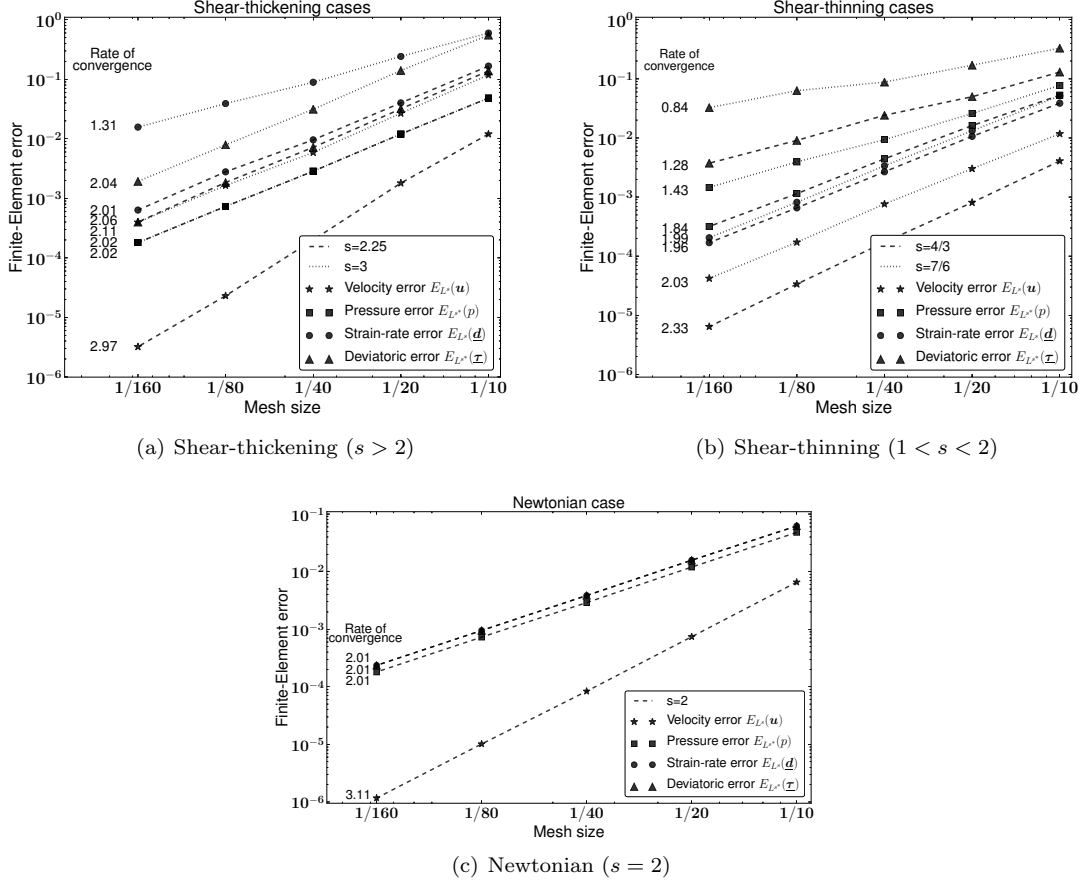 Shear-thickening cases
Finite-Element error
10⁰
10⁻¹
10⁻²
10⁻³
10⁻⁴
10⁻⁵
10⁻⁶
Rate of
convergence
1.31
2.04
2.01
2.06
2.11
2.02
2.02
2.97
s=2.25
s=3
Velocity error E_{L^s}(u)
Pressure error E_{L^{s*}}(p)
Strain-rate error E_{L^s}(d)
Deviatoric error E_{L^{s*}}(τ)
1/160 1/80 1/40 1/20 1/10
Mesh size
(a) Shear-thickening (s > 2)
Shear-thinning cases
Finite-Element error
10⁰
10⁻¹
10⁻²
10⁻³
10⁻⁴
10⁻⁵
10⁻⁶
Rate of
convergence
0.84
1.28
1.43
1.84
1.99
1.96
2.03
2.33
s=4/3
s=7/6
Velocity error E_{L^s}(u)
Pressure error E_{L^{s*}}(p)
Strain-rate error E_{L^s}(d)
Deviatoric error E_{L^{s*}}(τ)
1/160 1/80 1/40 1/20 1/10
Mesh size
(b) Shear-thinning (1 < s < 2)
Newtonian case
Finite-Element error
10⁻¹
10⁻²
10⁻³
10⁻⁴
10⁻⁵
10⁻⁶
Rate of
convergence
2.01
2.01
2.01
3.11
s=2
Velocity error E_{L^s}(u)
Pressure error E_{L^{s*}}(p)
Strain-rate error E_{L^s}(d)
Deviatoric error E_{L^{s*}}(τ)
1/160 1/80 1/40 1/20 1/10
Mesh size
(c) Newtonian (s = 2)